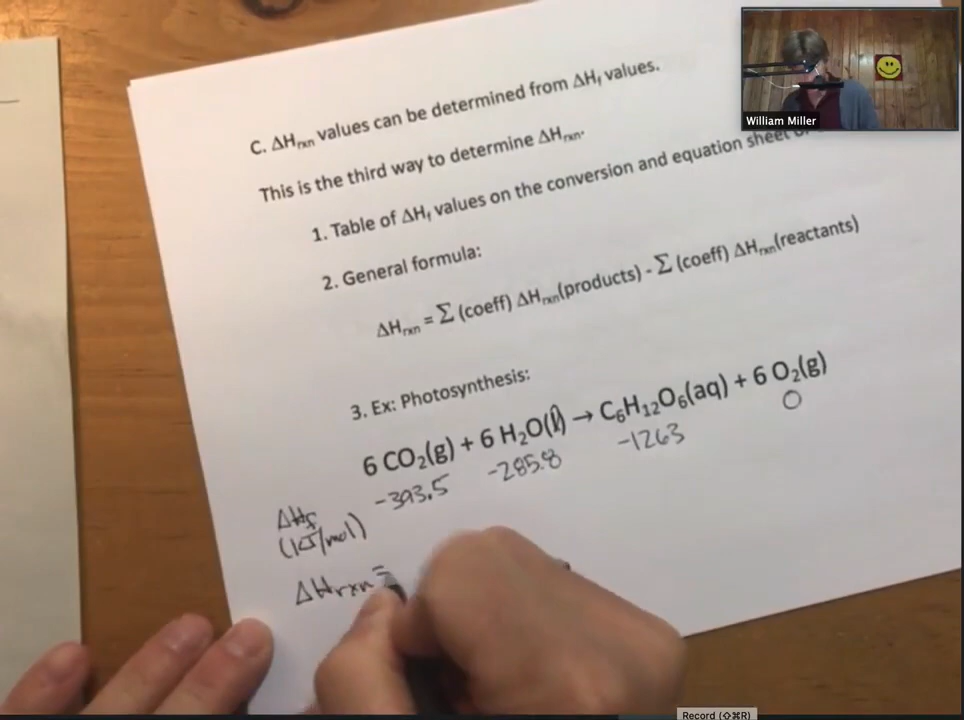 William Miller
C. ΔHrxn values can be determined from ΔHf values.
This is the third way to determine ΔHrxn.
1. Table of ΔHf values on the conversion and equation sheet
2. General formula:
ΔHrxn = Σ (coeff) ΔHrxn(products) - Σ (coeff) ΔHrxn(reactants)
3. Ex: Photosynthesis:
6 CO₂(g) + 6 H₂O(l) → C₆H₁₂O₆(aq) + 6 O₂(g)
-393.5 -285.8 -1263 0
ΔHf
(kJ/mol)
ΔHrxn =
Record (⇧⌘R)